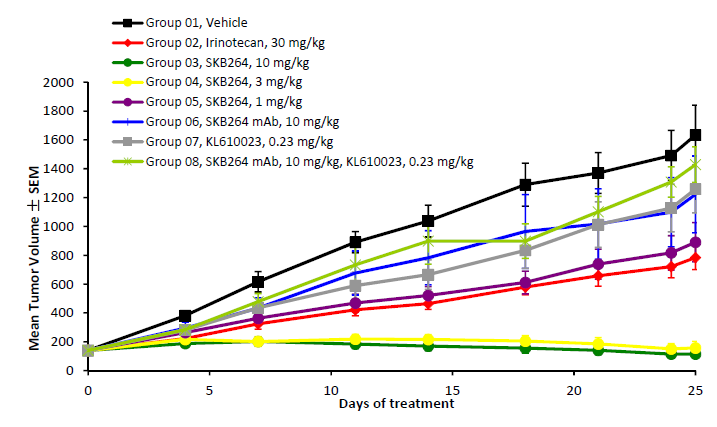 Group 01, Vehicle
Group 02, Irinotecan, 30 mg/kg
Group 03, SKB264, 10 mg/kg
Group 04, SKB264, 3 mg/kg
Group 05, SKB264, 1 mg/kg
Group 06, SKB264 mAb, 10 mg/kg
Group 07, KL610023, 0.23 mg/kg
Group 08, SKB264 mAb, 10 mg/kg, KL610023, 0.23 mg/kg
Mean Tumor Volume ± SEM
2000
1800
1600
1400
1200
1000
800
600
400
200
0
0 5 10 15 20 25
Days of treatment